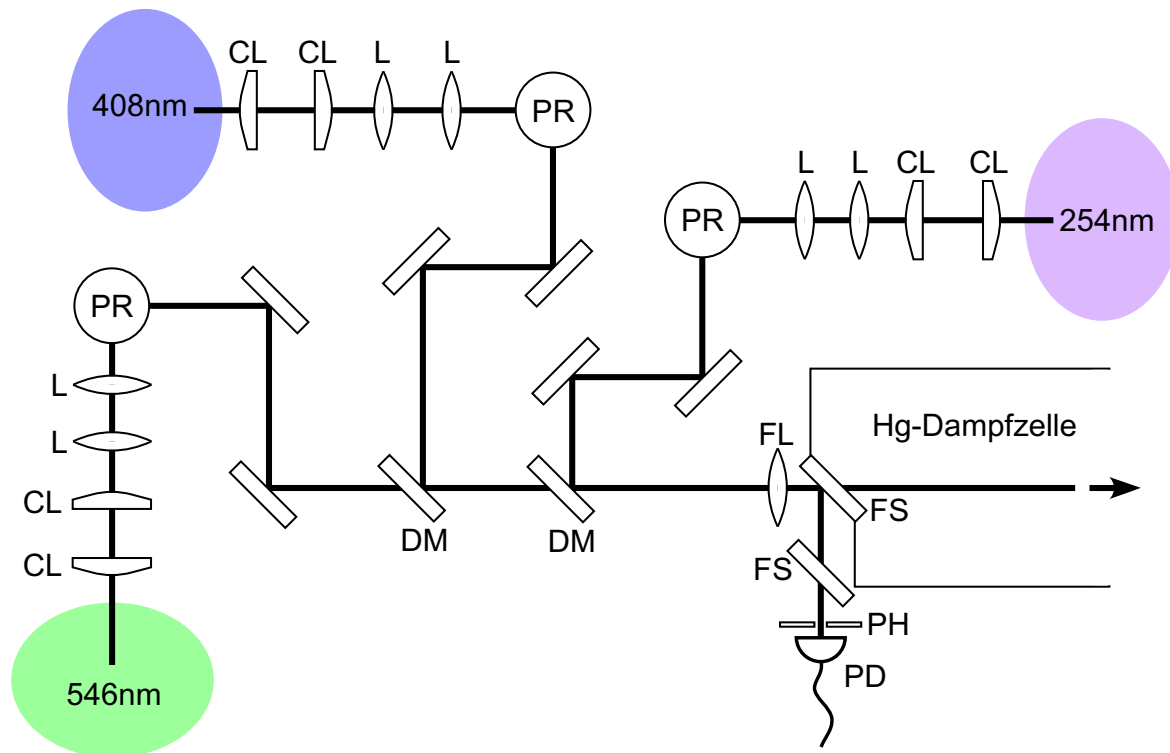 CL CL L L
408nm
PR
L L CL CL
PR
254nm
PR
L
L
CL
CL
546nm
DM
DM
FL
Hg-Dampfzelle
FS
FS
PH
PD